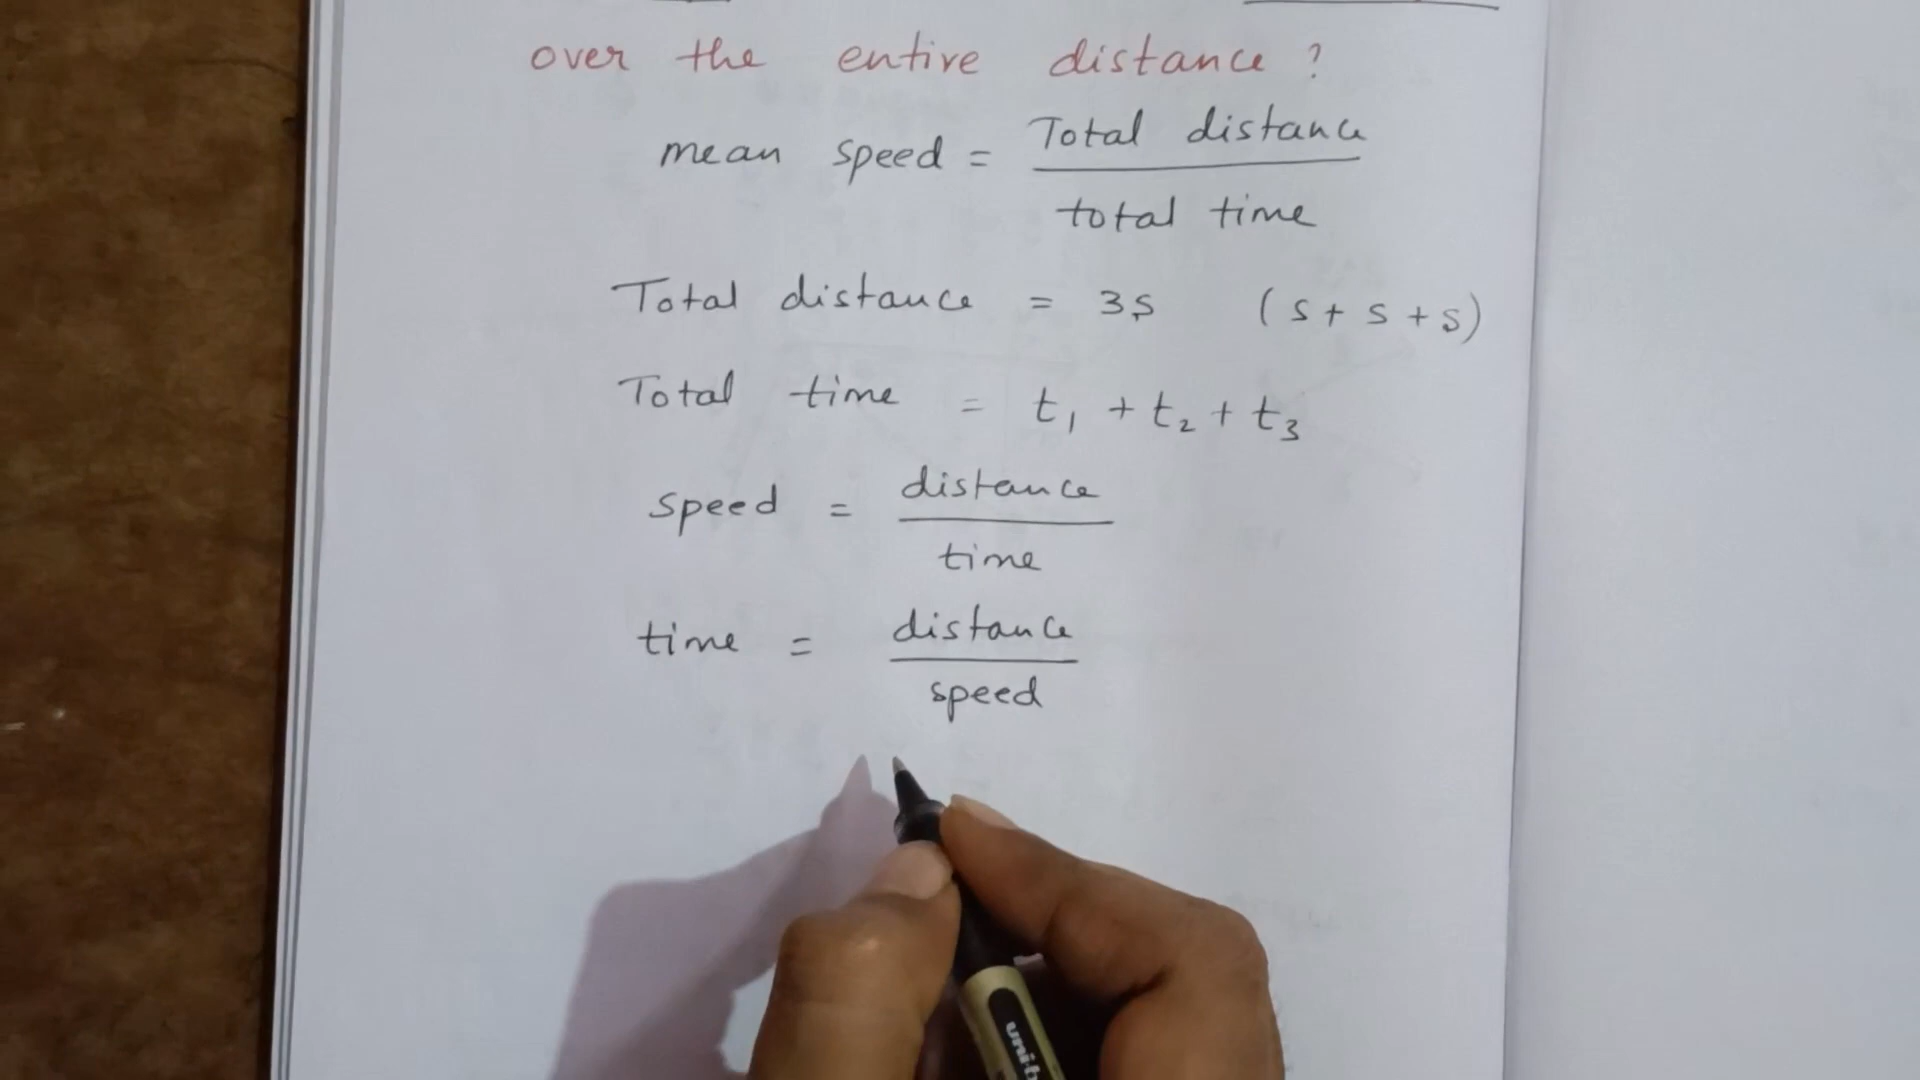 over the entire distance ?
mean speed = Total distance
total time
Total distance = 3s (s + s + s)
Total time = t₁ + t₂ + t₃
speed = distance
time
time = distance
speed